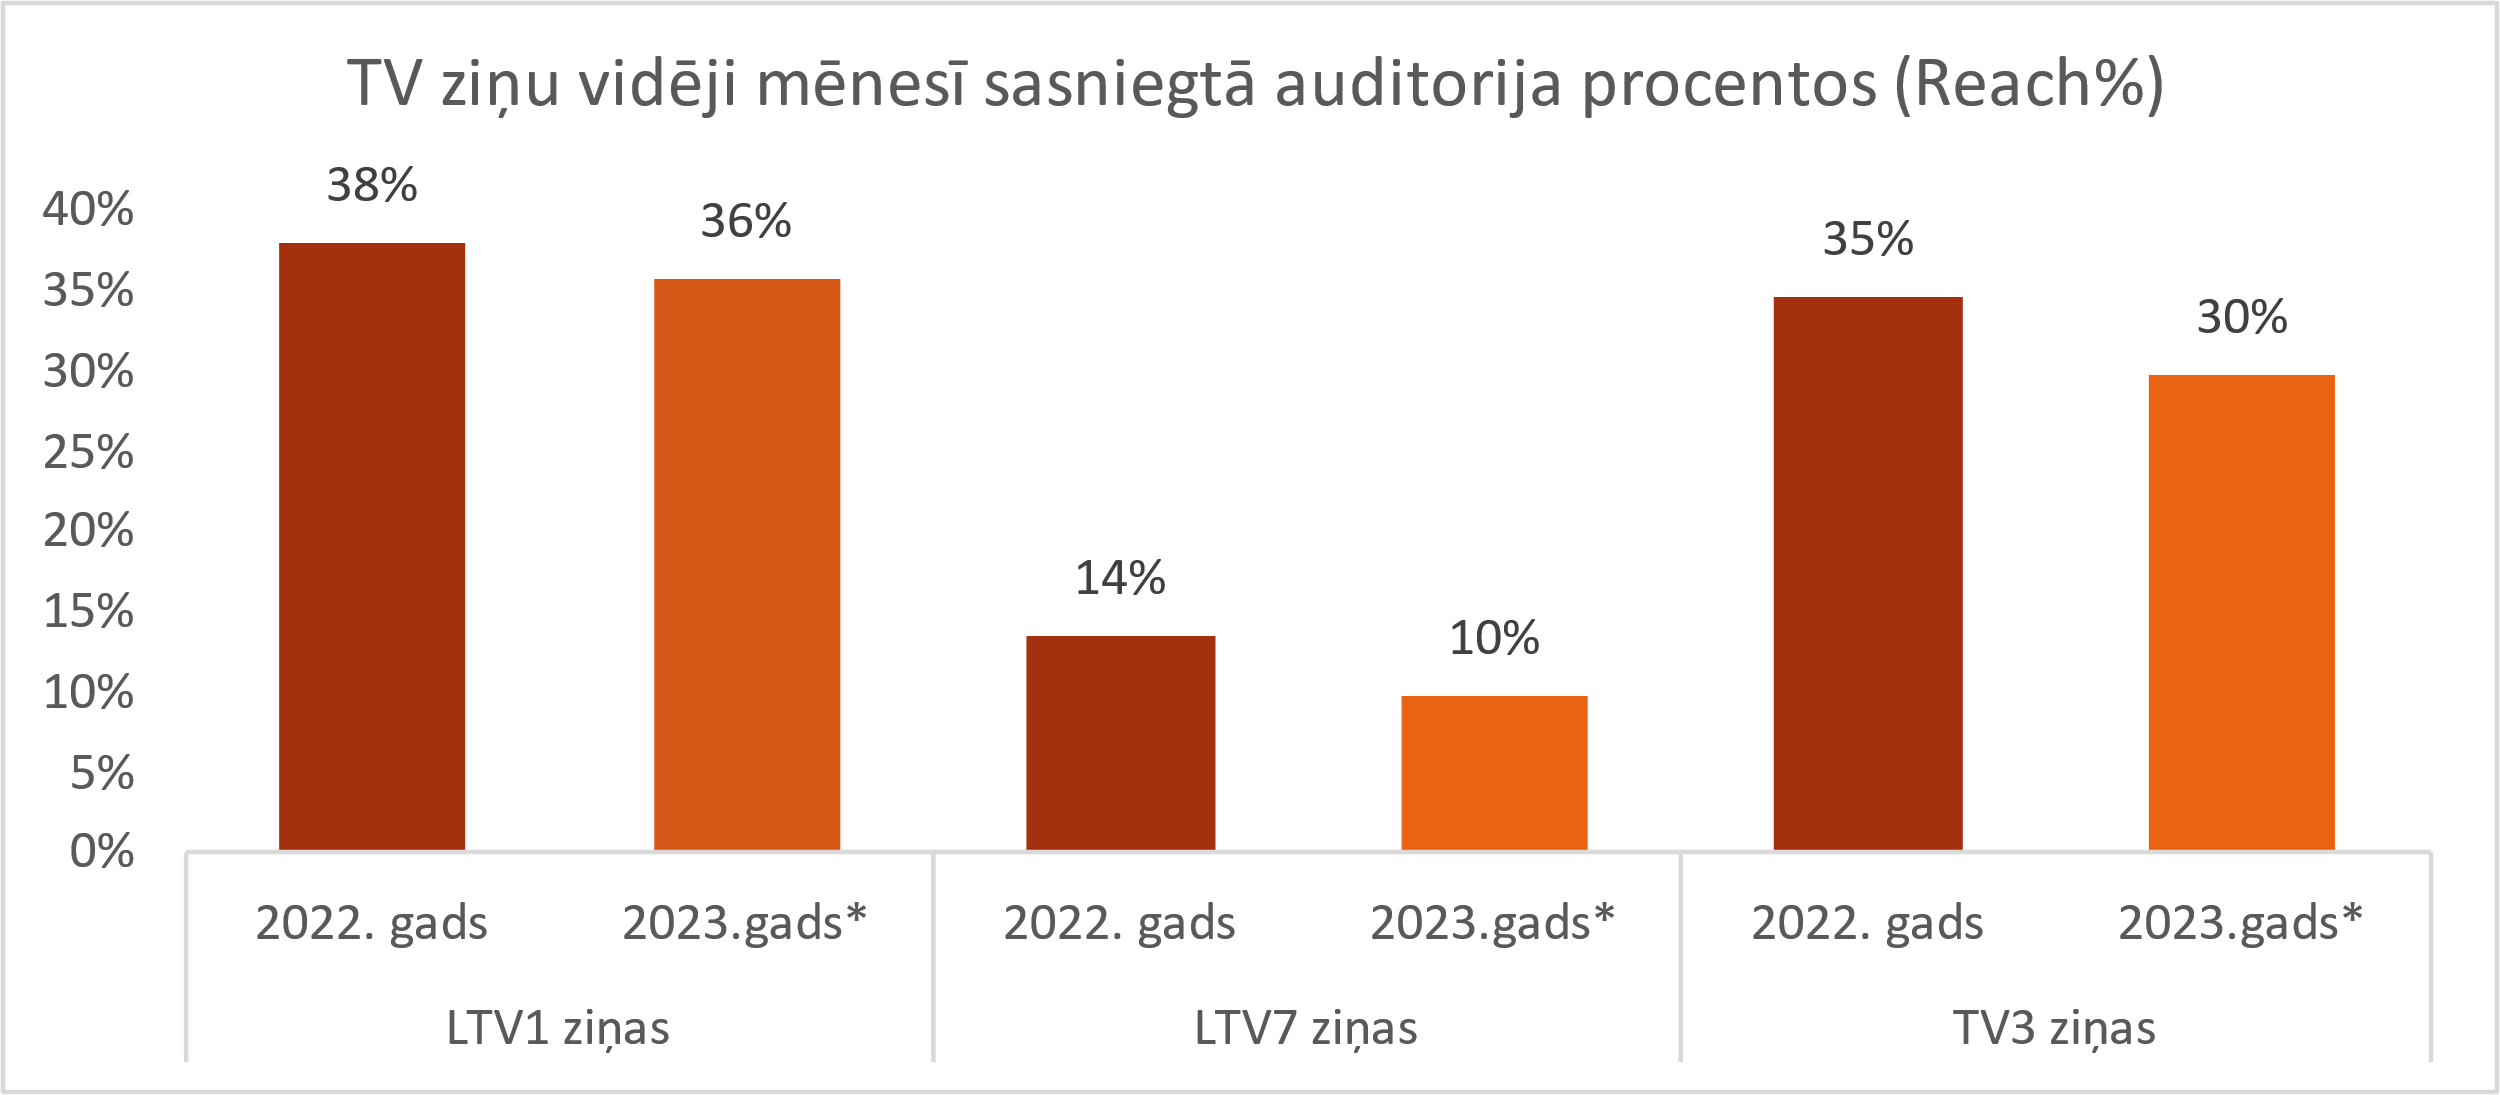 TV ziņu vidēji mēnesī sasniegtā auditorija procentos (Reach%)
40%
35%
30%
25%
20%
15%
10%
5%
0%
38%
36%
14%
10%
35%
30%
2022. gads
2023.gads*
2022. gads
2023.gads*
2022. gads
2023.gads*
LTV1 ziņas
LTV7 ziņas
TV3 ziņas